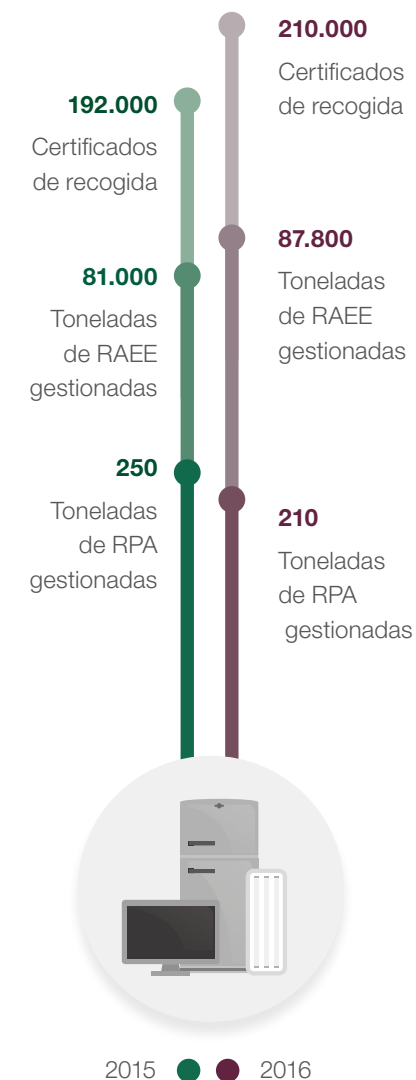 210.000
Certificados
de recogida
192.000
Certificados
de recogida
87.800
Toneladas
de RAEE
gestionadas
81.000
Toneladas
de RAEE
gestionadas
250
Toneladas
de RPA
gestionadas
210
Toneladas
de RPA
gestionadas
2015 2016